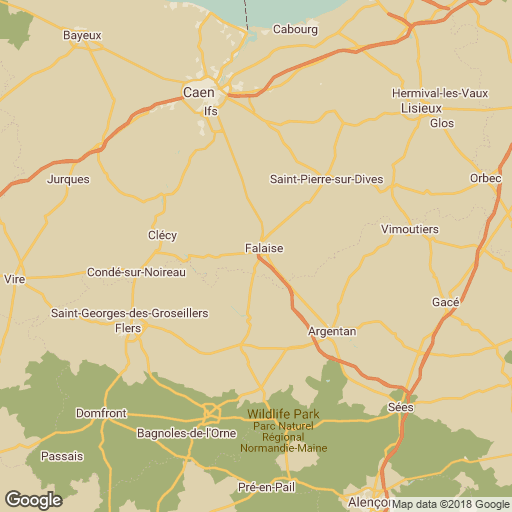 Cabourg
Bayeux
Caen
Hermival-les-Vaux
Lisieux
Ifs
Glos
Jurques
Saint-Pierre-sur-Dives
Orbec
Clécy
Vimoutiers
Falaise
Condé-sur-Noireau
Vire
Gacé
Saint-Georges-des-Groseillers
Flers
Argentan
Sées
Domfront
Wildlife Park
Parc Naturel
Régional
Normandie-Maine
Bagnoles-de-l'Orne
Passais
Pré-en-Pail
Alenço
Google
Map data ©2018 Google